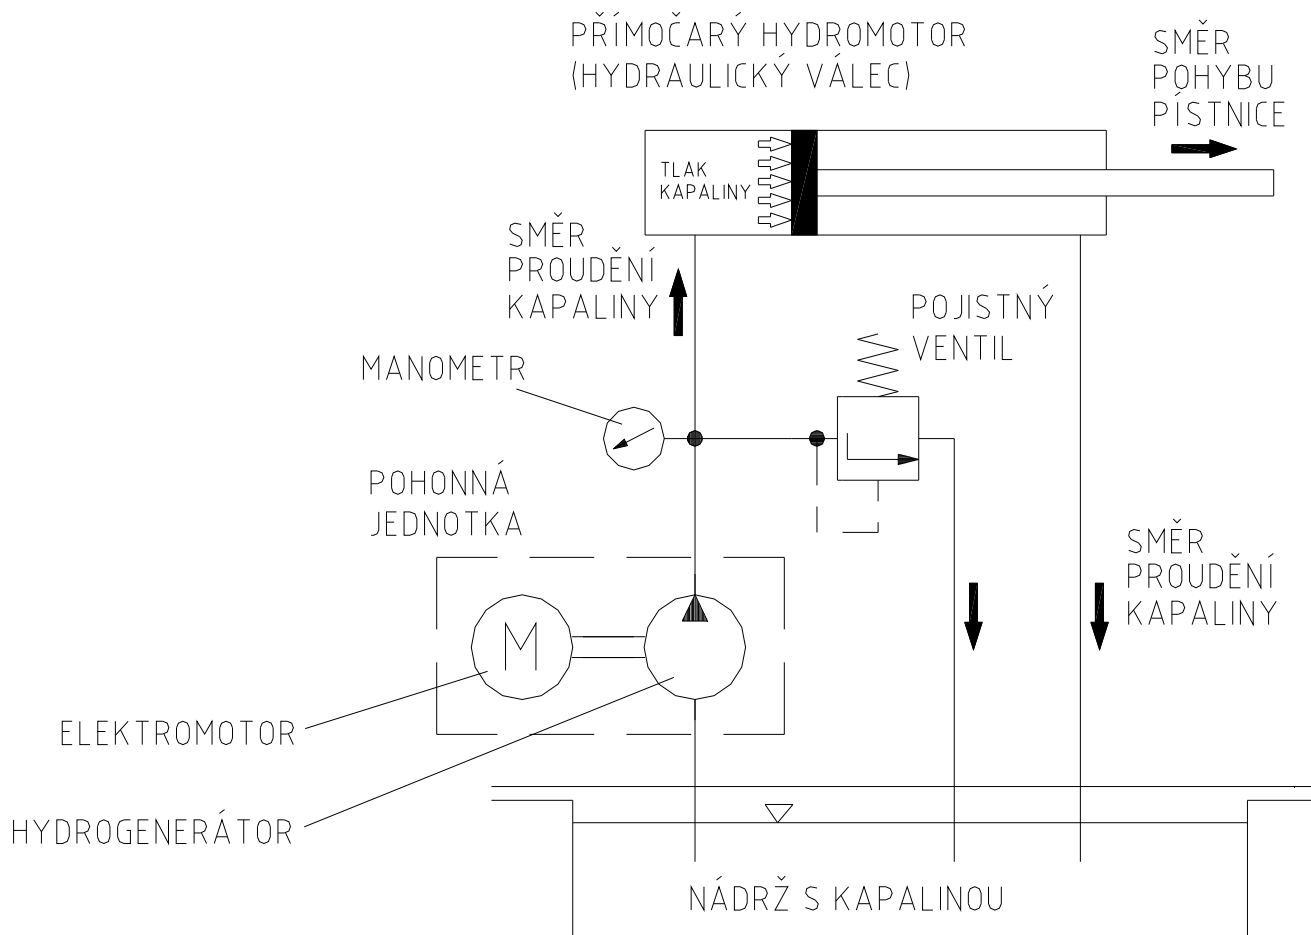 PŘÍMOČARÝ HYDROMOTOR
(HYDRAULICKÝ VÁLEC)
SMĚR
POHYBU
PÍSTNICE
TLAK
KAPALINY
SMĚR
PROUDĚNÍ
KAPALINY
POJISTNÝ
VENTIL
MANOMETR
POHONNÁ
JEDNOTKA
SMĚR
PROUDĚNÍ
KAPALINY
M
ELEKTROMOTOR
HYDROGENERÁTOR
NÁDRŽ S KAPALINOU